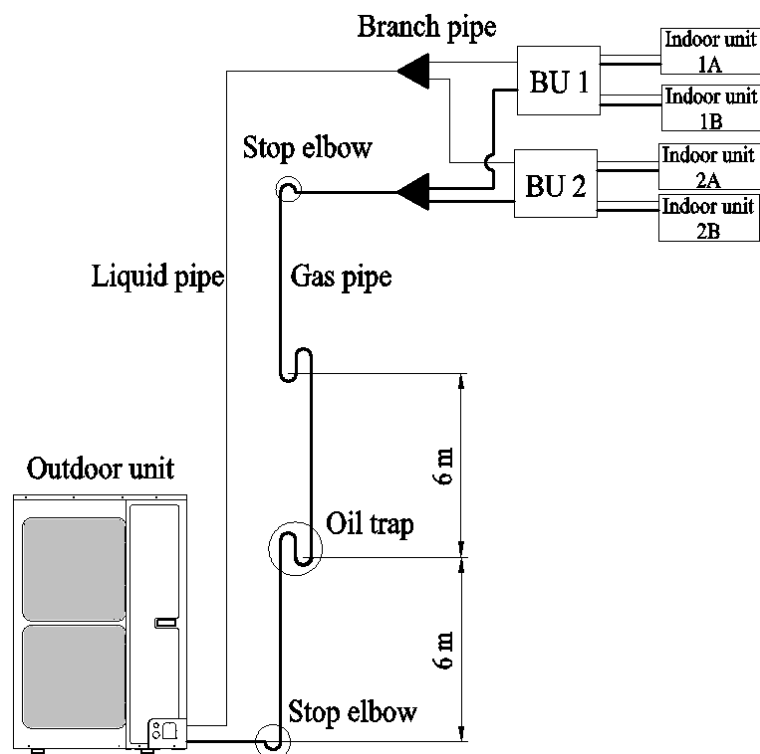 Branch pipe
Indoor unit
1A
BU 1
Indoor unit
1B
Stop elbow
Indoor unit
2A
BU 2
Indoor unit
2B
Liquid pipe
Gas pipe
6 m
Outdoor unit
Oil trap
6 m
Stop elbow